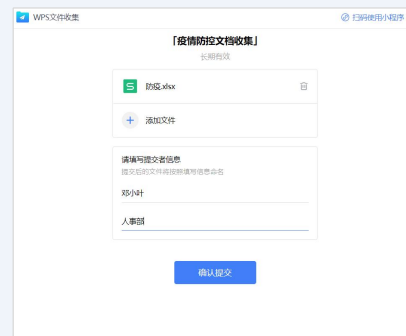 WPS文件收集
扫码使用小程序
「疫情防控文档收集」
长期有效
防疫.xlsx
添加文件
请填写提交者信息
提交后的文件将按照填写信息命名
邓小叶
人事部
确认提交